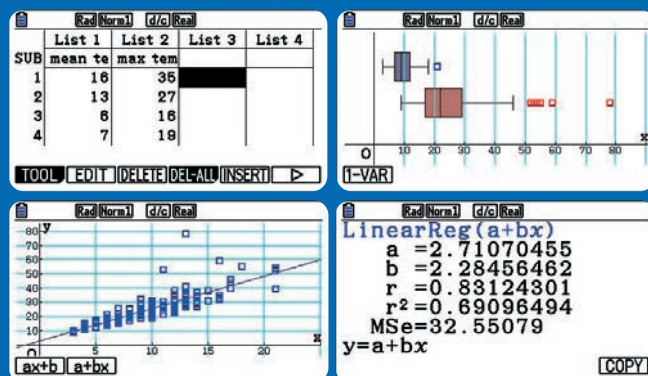 Rad Norm1 d/c Real
List 1 List 2 List 3 List 4
SUB mean te max tem
1 16 35
2 13 27
3 6 16
4 7 19
TOOL EDIT DELETE DEL-ALL INSERT
Rad Norm1 d/c Real
O 10 20 30 40 50 60 70 80 x
1-VAR
Rad Norm1 d/c Real
y
80
70
60
50
40
30
20
10
O 5 10 15 20 x
ax+b a+bx
Rad Norm1 d/c Real
LinearReg(a+bx)
a =2.71070455
b =2.28456462
r =0.83124301
r²=0.69096494
MSe=32.55079
y=a+bx
COPY